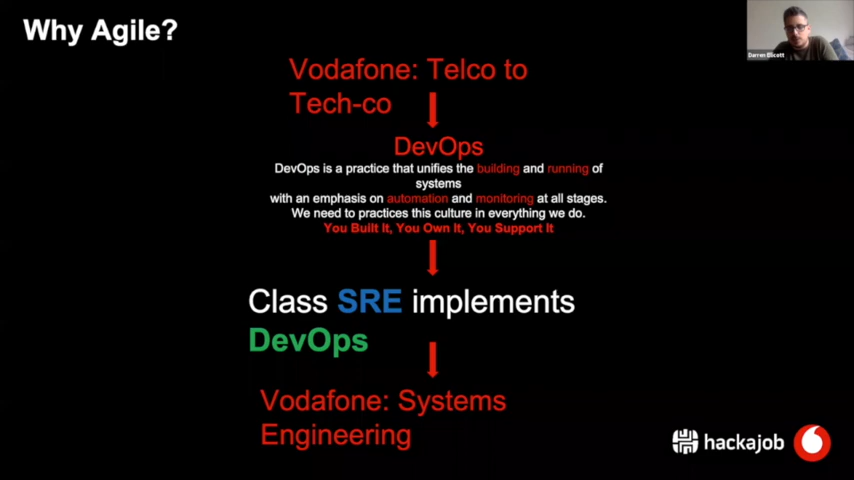 Why Agile?
Darren Elicott
Vodafone: Telco to
Tech-co
DevOps
DevOps is a practice that unifies the building and running of
systems
with an emphasis on automation and monitoring at all stages.
We need to practices this culture in everything we do.
You Built It, You Own It, You Support It
Class SRE implements
DevOps
Vodafone: Systems
Engineering
hackajob